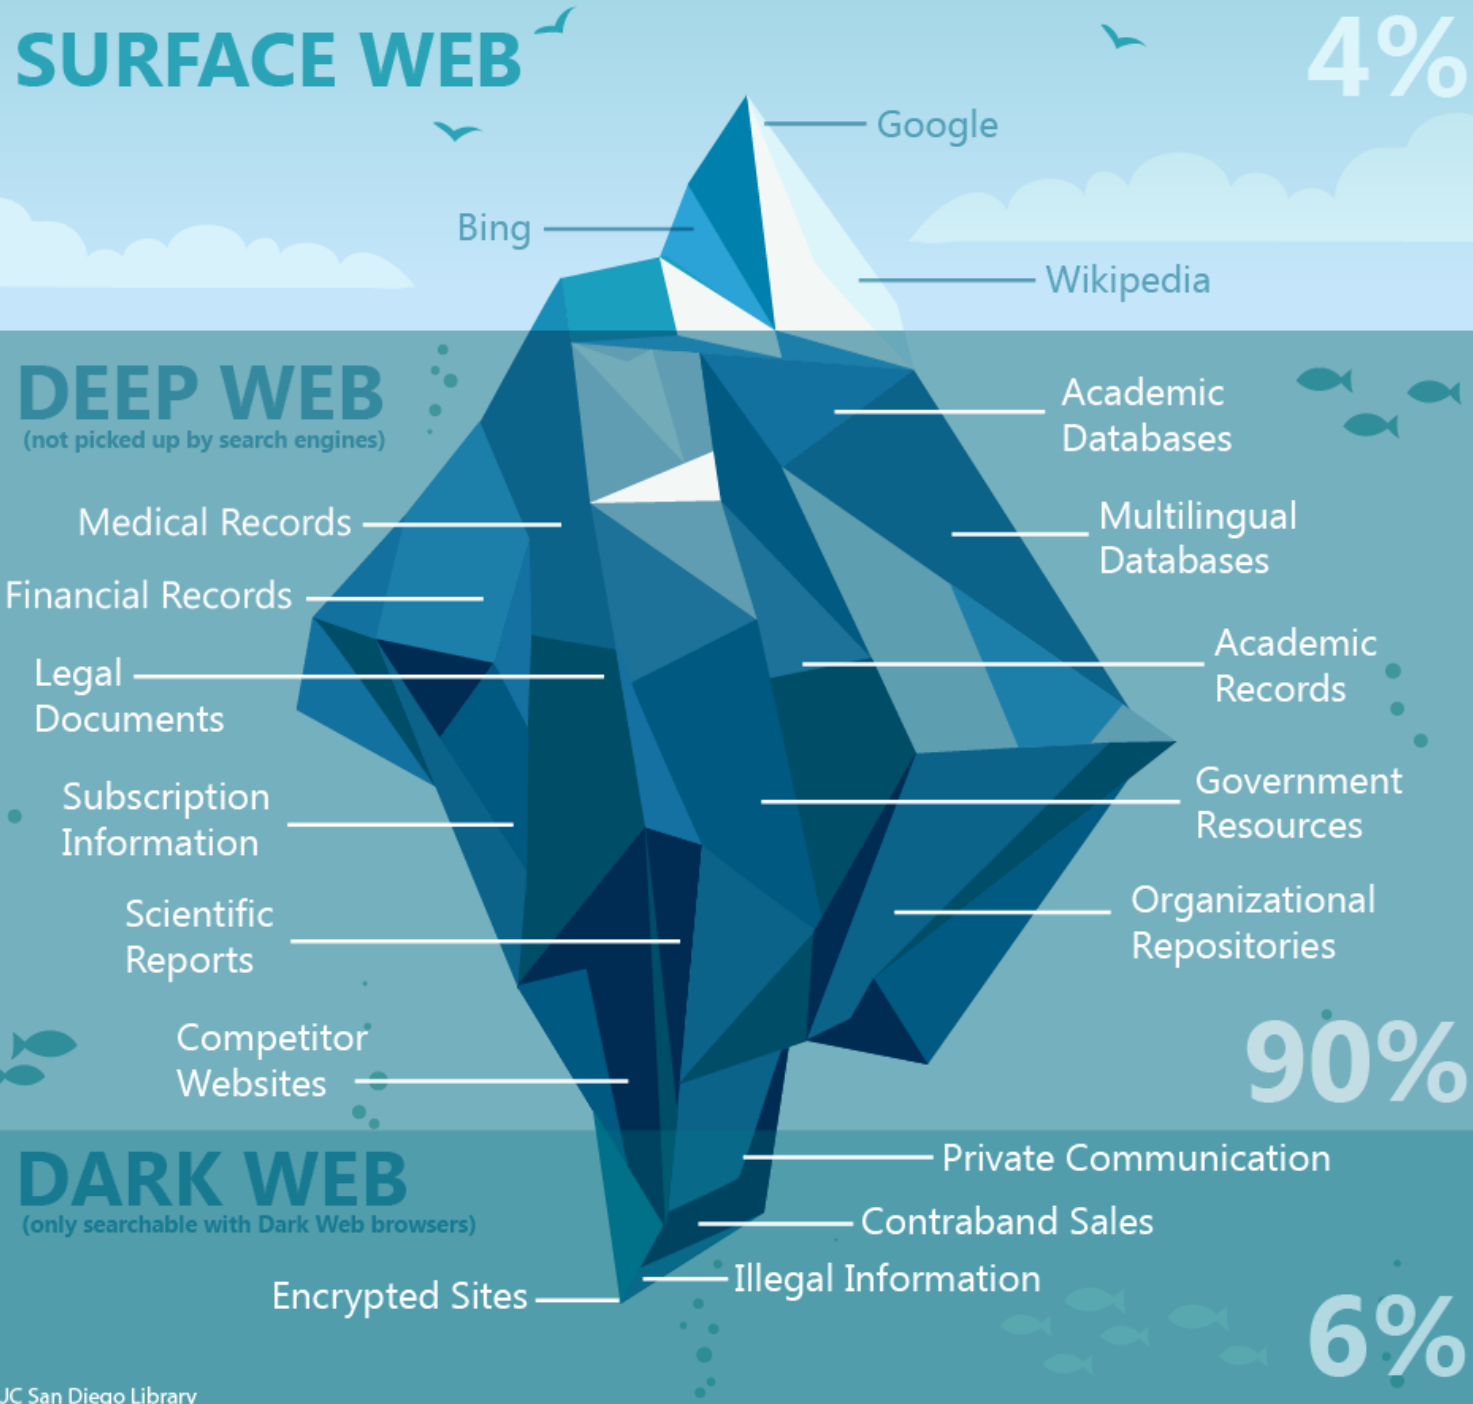 SURFACE WEB
4%
Google
Bing
Wikipedia
DEEP WEB
(not picked up by search engines)
Academic
Databases
Medical Records
Multilingual
Databases
Financial Records
Legal
Documents
Academic
Records
Subscription
Information
Government
Resources
Scientific
Reports
Organizational
Repositories
Competitor
Websites
90%
DARK WEB
(only searchable with Dark Web browsers)
Private Communication
Contraband Sales
Illegal Information
Encrypted Sites
6%
UC San Diego Library